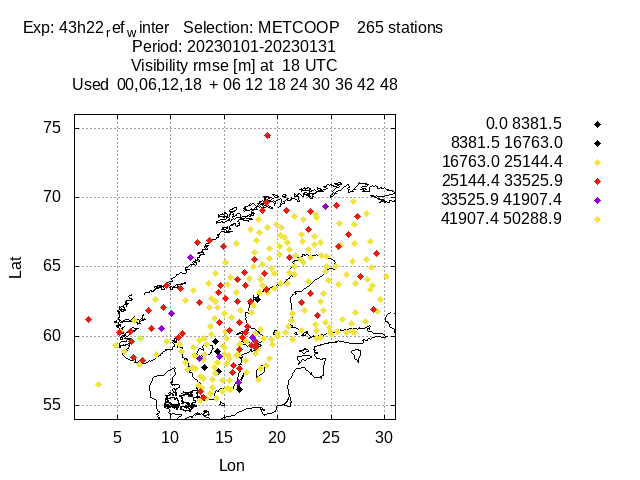 Exp: 43h22refwinter Selection: METCOOP 265 stations
Period: 20230101-20230131
Visibility rmse [m] at 18 UTC
Used 00,06,12,18 + 06 12 18 24 30 36 42 48
0.0 8381.5
8381.5 16763.0
16763.0 25144.4
25144.4 33525.9
33525.9 41907.4
41907.4 50288.9
75
70
65
60
55
Lat
5 10 15 20 25 30
Lon